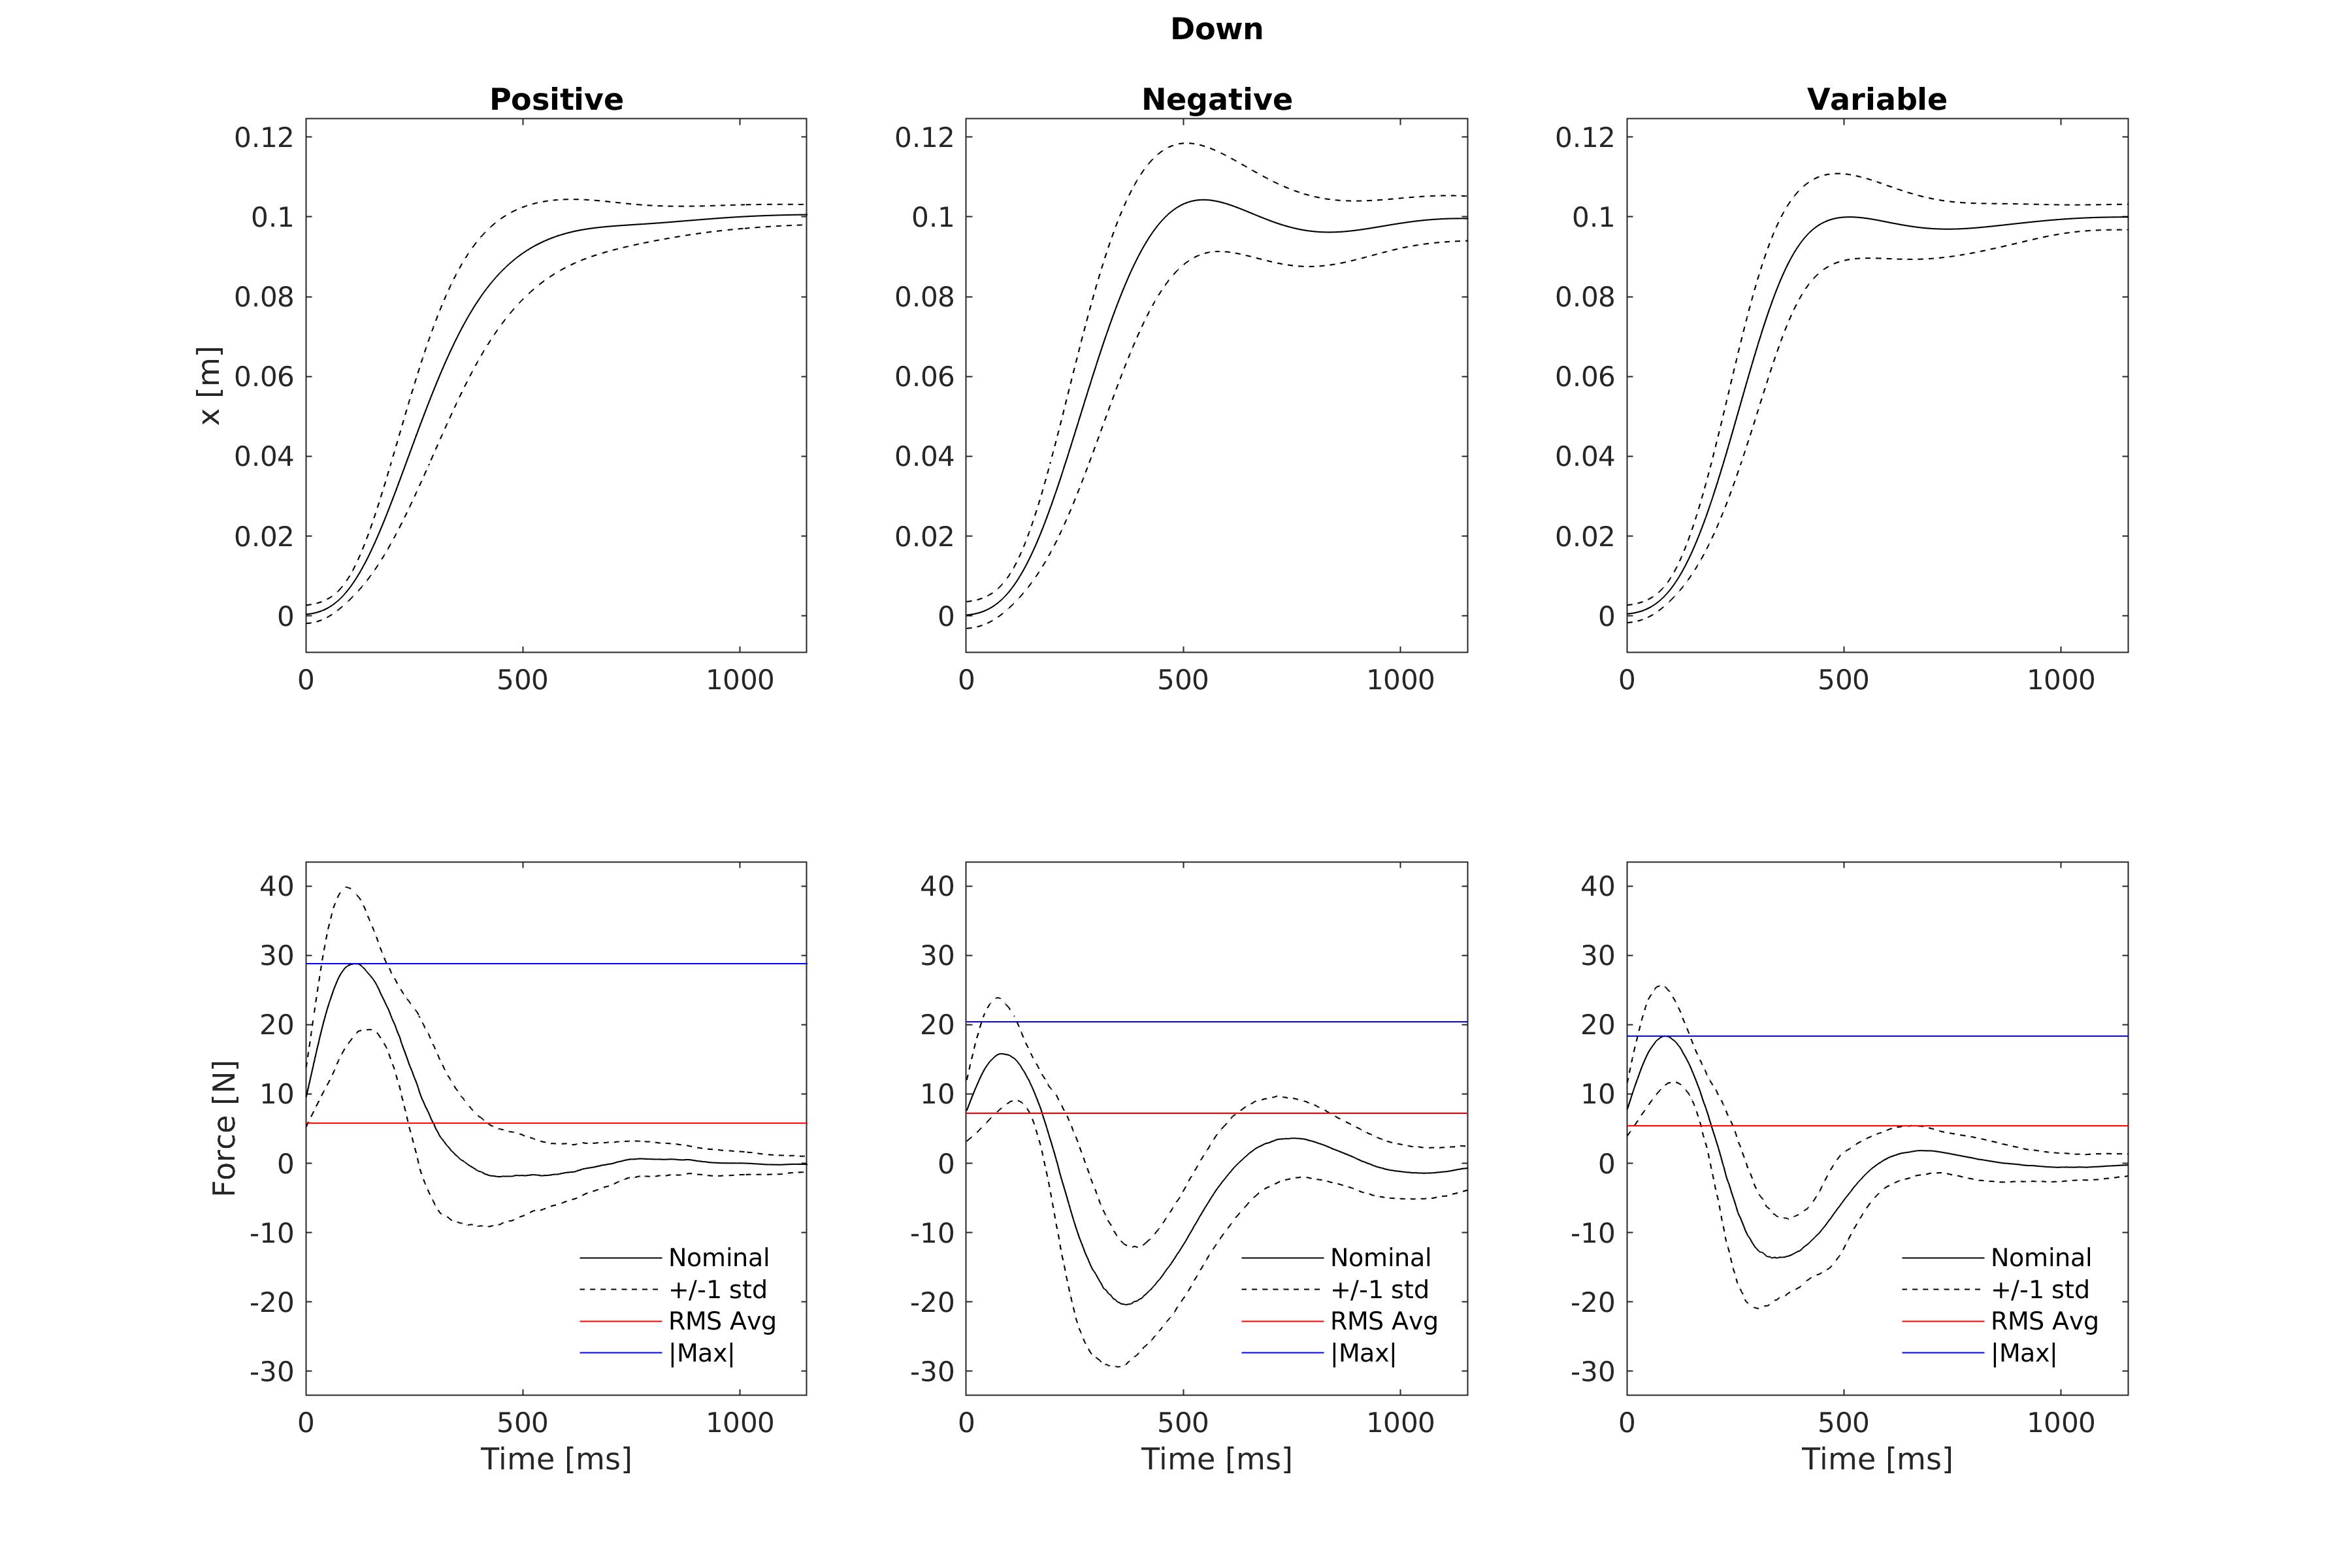 Down
Positive Negative Variable
0.12 0.12 0.12
0.1 0.1 0.1
0.08 0.08 0.08
x [m]
0.06 0.06 0.06
0.04 0.04 0.04
0.02 0.02 0.02
0 0 0
0 500 1000 0 500 1000 0 500 1000
40 40 40
30 30 30
20 20 20
10 10 10
Force [N]
0 0 0
-10 -10 -10
Nominal Nominal Nominal
+/-1 std +/-1 std +/-1 std
-20 -20 -20
RMS Avg RMS Avg RMS Avg
|Max| |Max| |Max|
-30 -30 -30
0 500 1000 0 500 1000 0 500 1000
Time [ms] Time [ms] Time [ms]